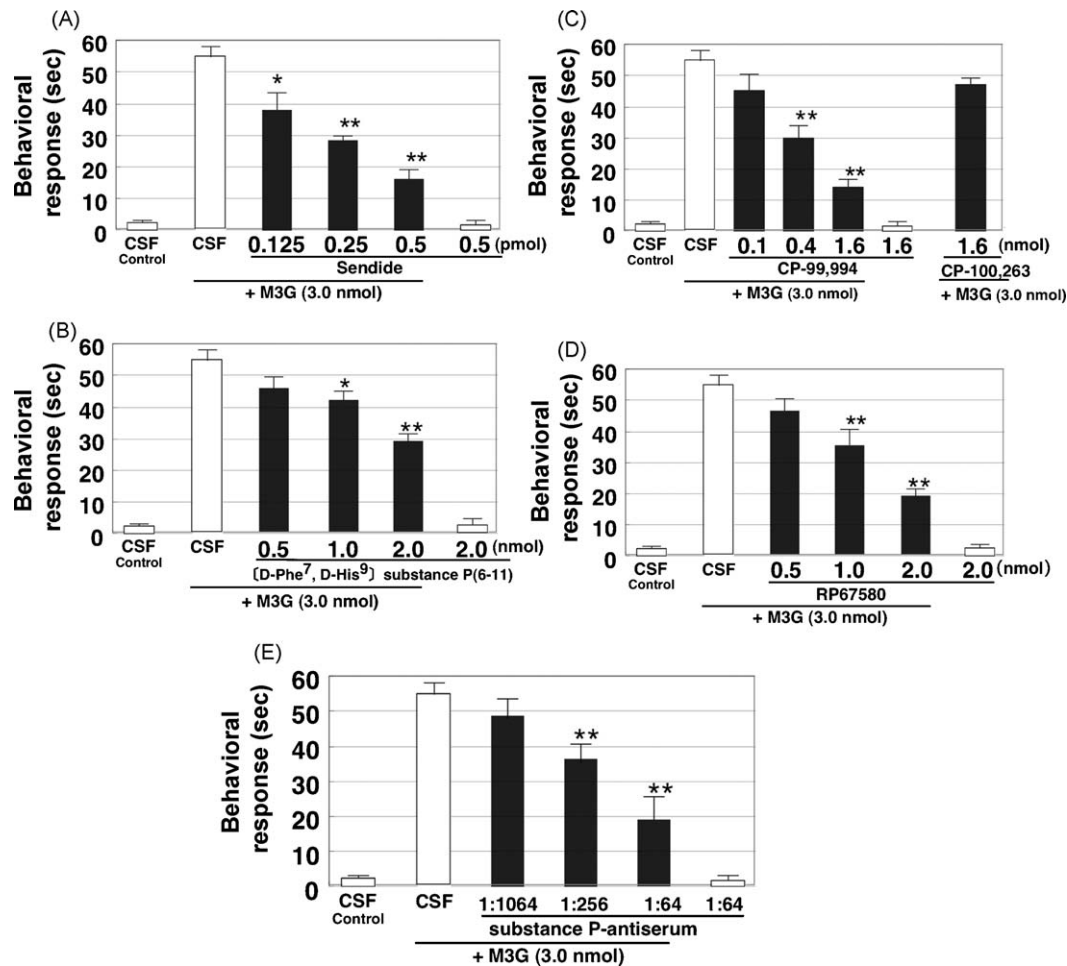 (A)
Behavioral
response (sec)
60
50
40
30
20
10
0
*
**
**
CSF
Control
CSF
0.125 0.25 0.5 0.5 (pmol)
Sendide
+ M3G (3.0 nmol)
(C)
Behavioral
response (sec)
60
50
40
30
20
10
0
**
**
CSF
Control
CSF
0.1 0.4 1.6 1.6 1.6 (nmol)
CP-99,994 CP-100,263
+ M3G (3.0 nmol) + M3G (3.0 nmol)
(B)
Behavioral
response (sec)
60
50
40
30
20
10
0
*
**
CSF
Control
CSF
0.5 1.0 2.0 2.0 (nmol)
[D-Phe⁷, D-His⁹] substance P(6-11)
+ M3G (3.0 nmol)
(D)
Behavioral
response (sec)
60
50
40
30
20
10
0
**
**
CSF
Control
CSF
0.5 1.0 2.0 2.0 (nmol)
RP67580
+ M3G (3.0 nmol)
(E)
Behavioral
response (sec)
60
50
40
30
20
10
0
**
**
CSF
Control
CSF
1:1064 1:256 1:64 1:64
substance P-antiserum
+ M3G (3.0 nmol)